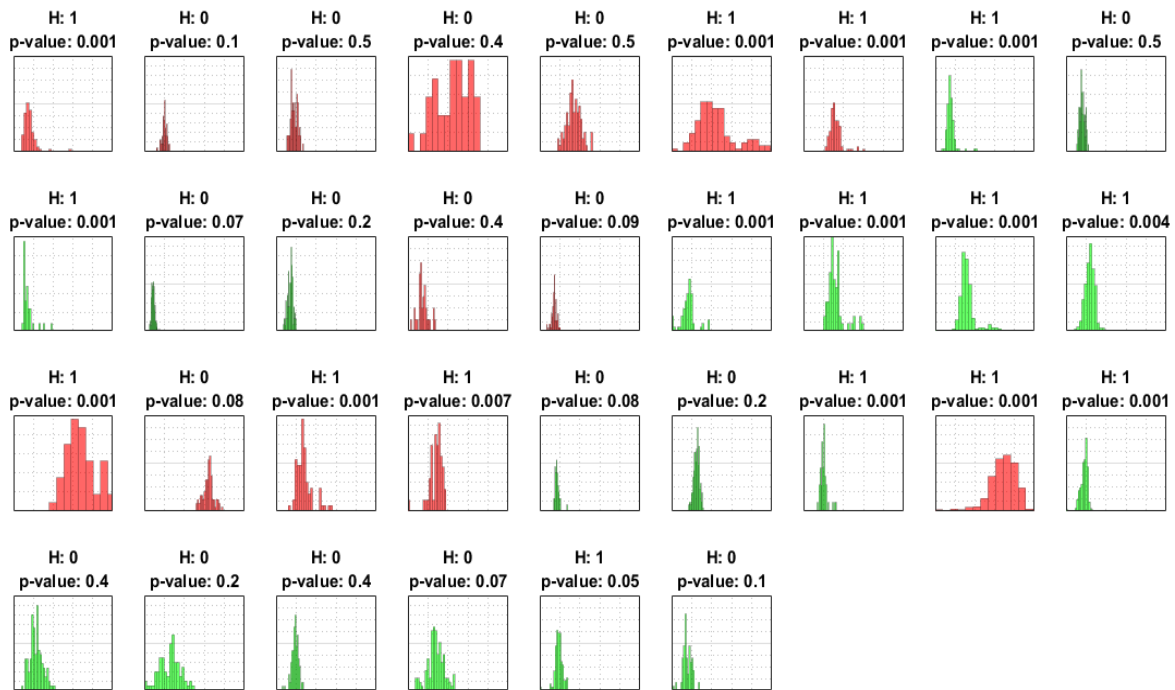 H: 1 H: 0 H: 0 H: 0 H: 0 H: 1 H: 1 H: 1 H: 0
p-value: 0.001 p-value: 0.1 p-value: 0.5 p-value: 0.4 p-value: 0.5 p-value: 0.001 p-value: 0.001 p-value: 0.001 p-value: 0.5
H: 1 H: 0 H: 0 H: 0 H: 0 H: 1 H: 1 H: 1 H: 1
p-value: 0.001 p-value: 0.07 p-value: 0.2 p-value: 0.4 p-value: 0.09 p-value: 0.001 p-value: 0.001 p-value: 0.001 p-value: 0.004
H: 1 H: 0 H: 1 H: 1 H: 0 H: 0 H: 1 H: 1 H: 1
p-value: 0.001 p-value: 0.08 p-value: 0.001 p-value: 0.007 p-value: 0.08 p-value: 0.2 p-value: 0.001 p-value: 0.001 p-value: 0.001
H: 0 H: 0 H: 0 H: 0 H: 1 H: 0
p-value: 0.4 p-value: 0.2 p-value: 0.4 p-value: 0.07 p-value: 0.05 p-value: 0.1